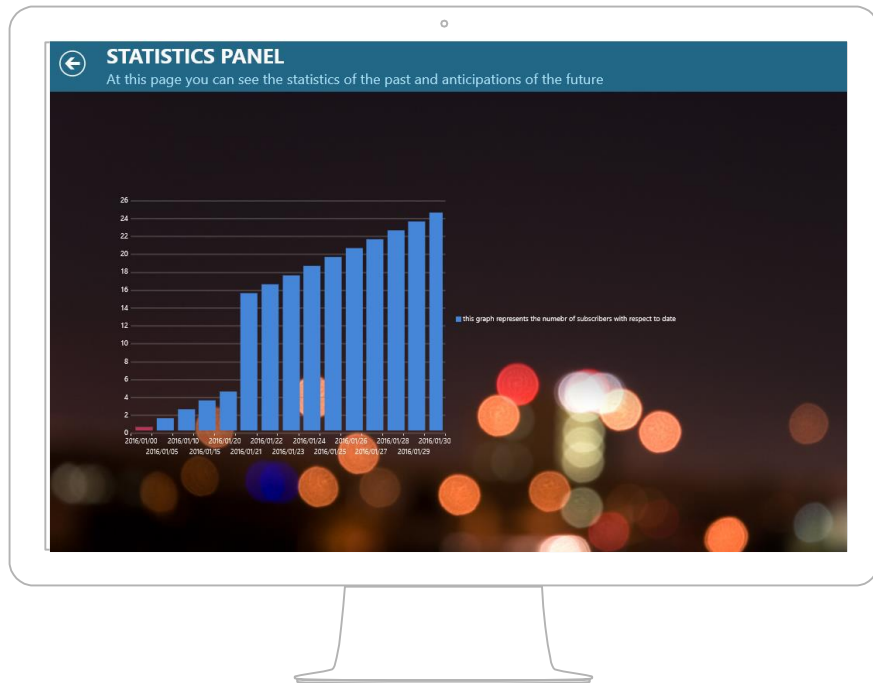 STATISTICS PANEL
At this page you can see the statistics of the past and anticipations of the future
26
24
22
20
18
16
14
12
10
8
6
4
2
0
this graph represents the numebr of subscribers with respect to date
2016/01/00 2016/01/10 2016/01/20 2016/01/22 2016/01/24 2016/01/26 2016/01/28 2016/01/30
2016/01/05 2016/01/15 2016/01/21 2016/01/23 2016/01/25 2016/01/27 2016/01/29